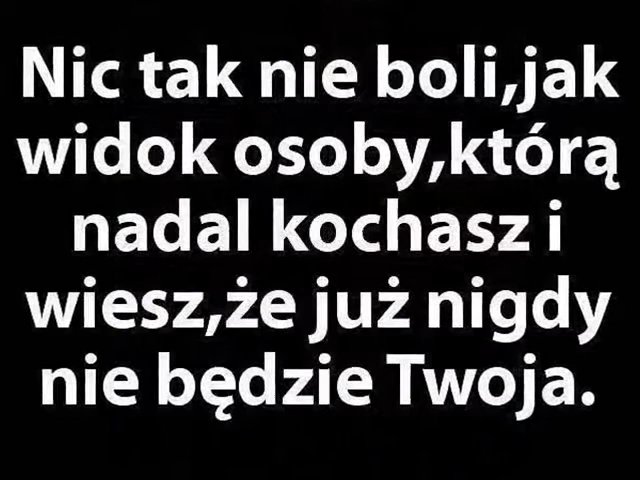 Nic tak nie boli,jak
widok osoby,którą
nadal kochasz i
wiesz,że już nigdy
nie będzie Twoja.